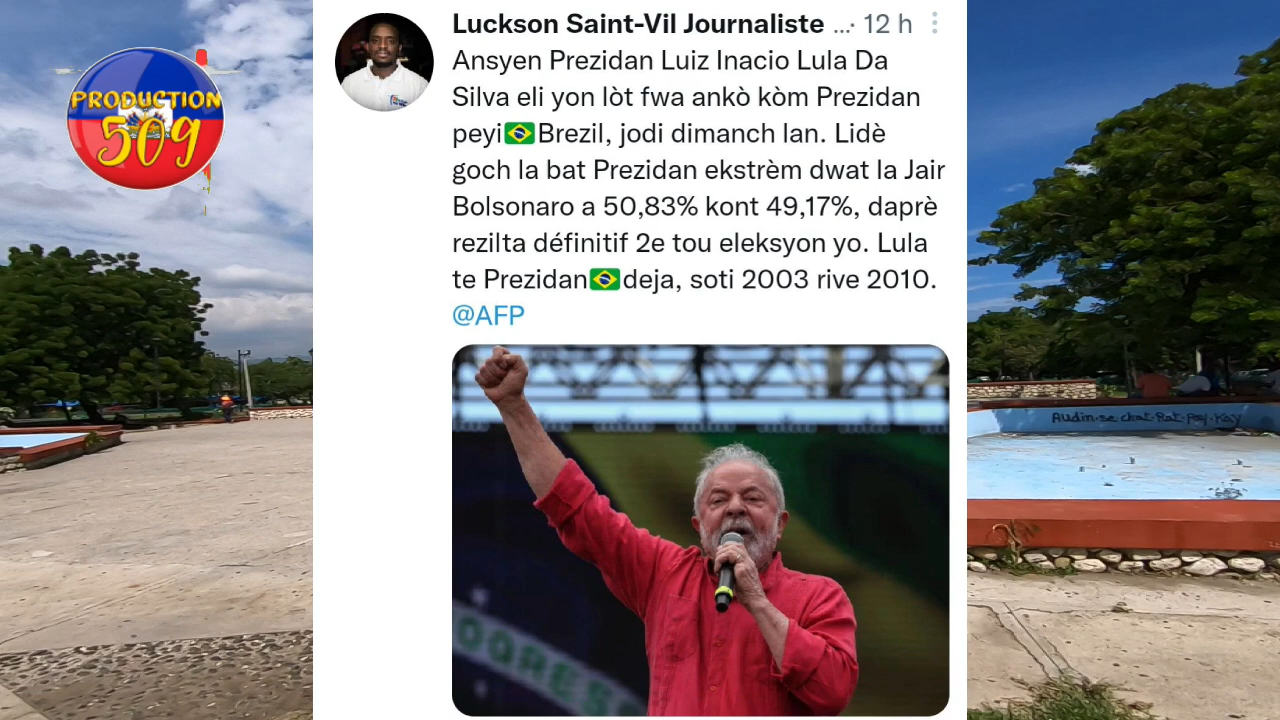 PRODUCTION
509
Luckson Saint-Vil Journaliste ...· 12 h
Ansyen Prezidan Luiz Inacio Lula Da
Silva eli yon lòt fwa ankò kòm Prezidan
peyi🇧🇷Brezil, jodi dimanch lan. Lidè
goch la bat Prezidan ekstrèm dwat la Jair
Bolsonaro a 50,83% kont 49,17%, daprè
rezilta définitif 2e tou eleksyon yo. Lula
te Prezidan🇧🇷deja, soti 2003 rive 2010.
@AFP
OGRES